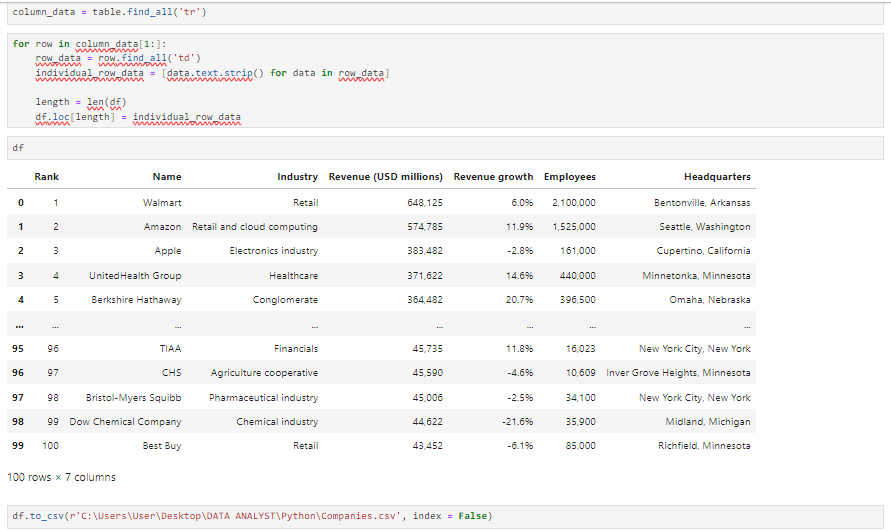 column_data = table.find_all('tr')
for row in column_data[1:]:
row_data = row.find_all('td')
individual_row_data = [data.text.strip() for data in row_data]
length = len(df)
df.loc[length] = individual_row_data
df
Rank Name Industry Revenue (USD millions) Revenue growth Employees Headquarters
0 1 Walmart Retail 648,125 6.0% 2,100,000 Bentonville, Arkansas
1 2 Amazon Retail and cloud computing 574,785 11.9% 1,525,000 Seattle, Washington
2 3 Apple Electronics industry 383,482 -2.8% 161,000 Cupertino, California
3 4 UnitedHealth Group Healthcare 371,622 14.6% 440,000 Minnetonka, Minnesota
4 5 Berkshire Hathaway Conglomerate 364,482 20.7% 396,500 Omaha, Nebraska
... ... ... ... ... ... ... ...
95 96 TIAA Financials 45,735 11.8% 16,023 New York City, New York
96 97 CHS Agriculture cooperative 45,590 -4.6% 10,609 Inver Grove Heights, Minnesota
97 98 Bristol-Myers Squibb Pharmaceutical industry 45,006 -2.5% 34,100 New York City, New York
98 99 Dow Chemical Company Chemical industry 44,622 -21.6% 35,900 Midland, Michigan
99 100 Best Buy Retail 43,452 -6.1% 85,000 Richfield, Minnesota
100 rows × 7 columns
df.to_csv(r'C:\Users\User\Desktop\DATA ANALYST\Python\Companies.csv', index = False)